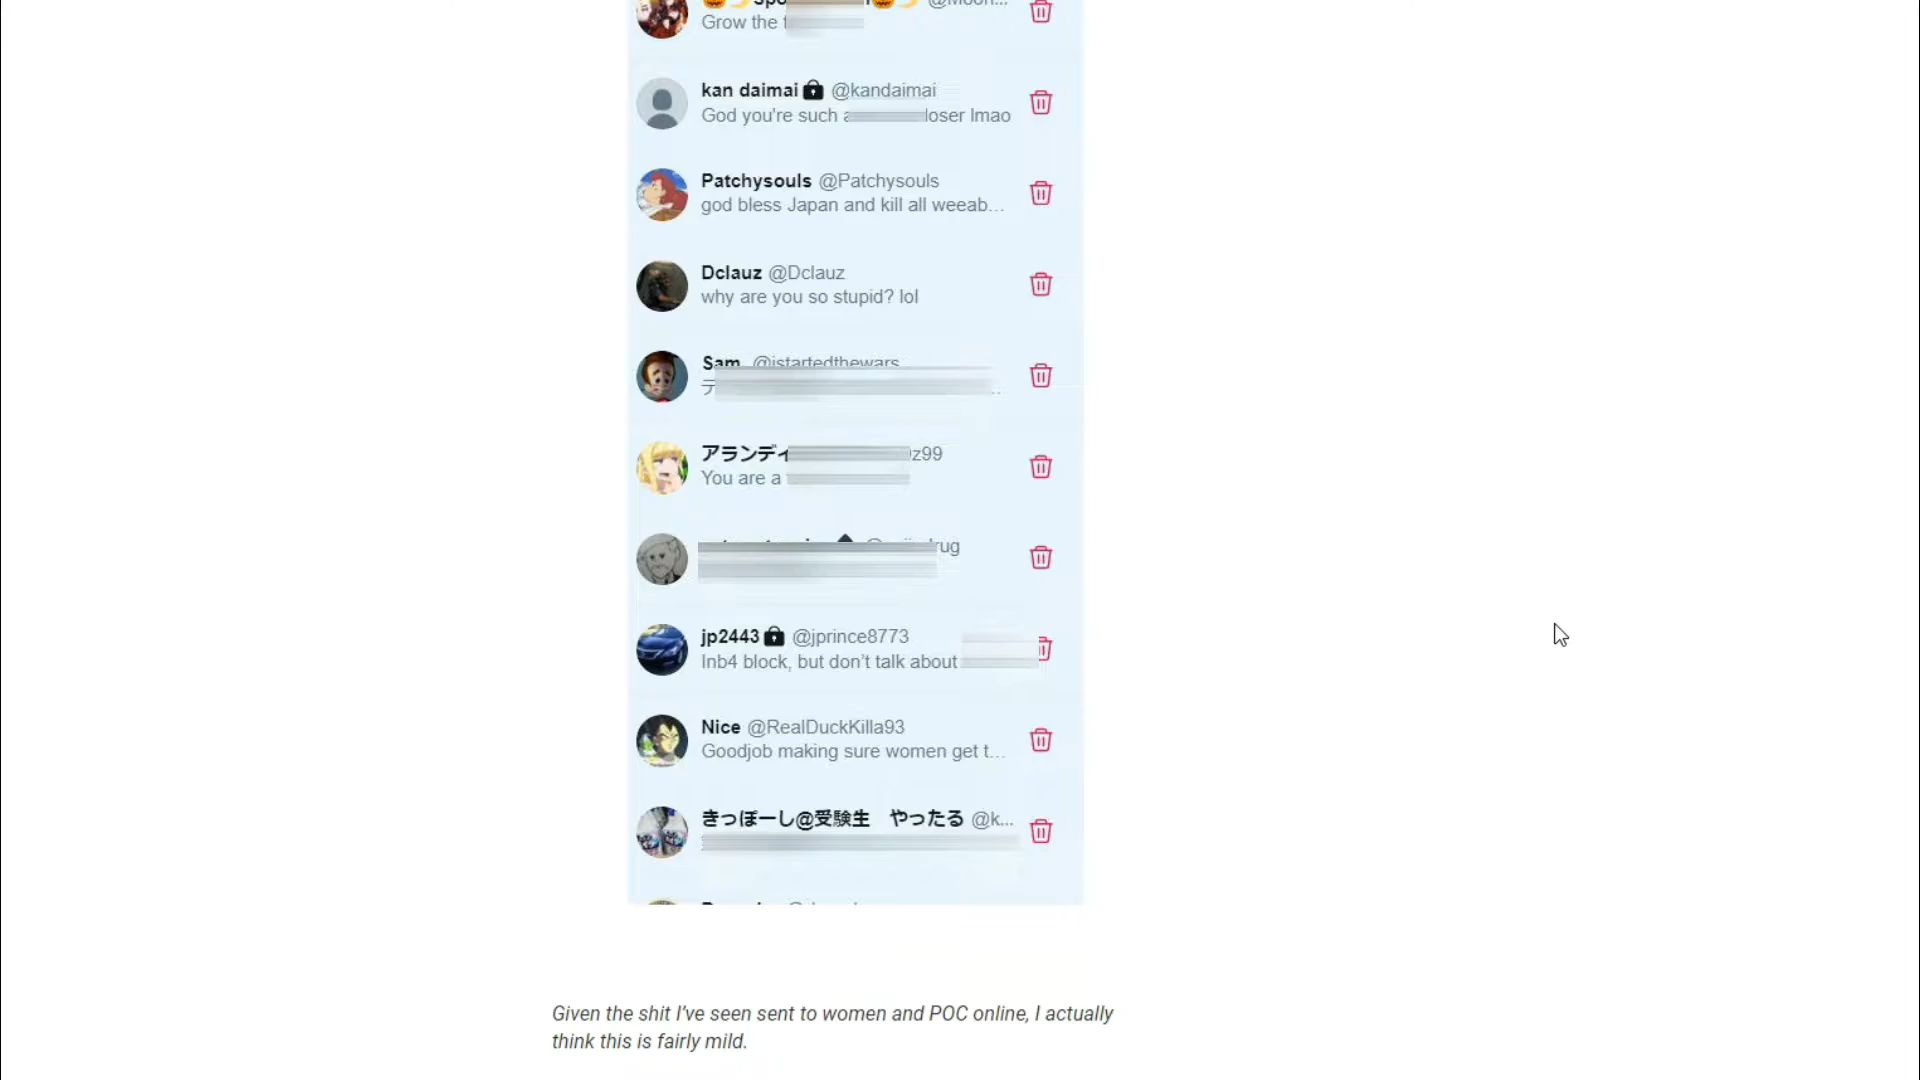 Grow the
kan daimai @kandaimai
God you're such a loser lmao
Patchysouls @Patchysouls
god bless Japan and kill all weeab...
Dclauz @Dclauz
why are you so stupid? lol
Sam @istartedthewars
テ
アランディ z99
You are a
rug
jp2443 @jprince8773
Inb4 block, but don't talk about
Nice @RealDuckKilla93
Goodjob making sure women get t...
きっぽーし@受験生 やったる @k...
Given the shit I've seen sent to women and POC online, I actually
think this is fairly mild.